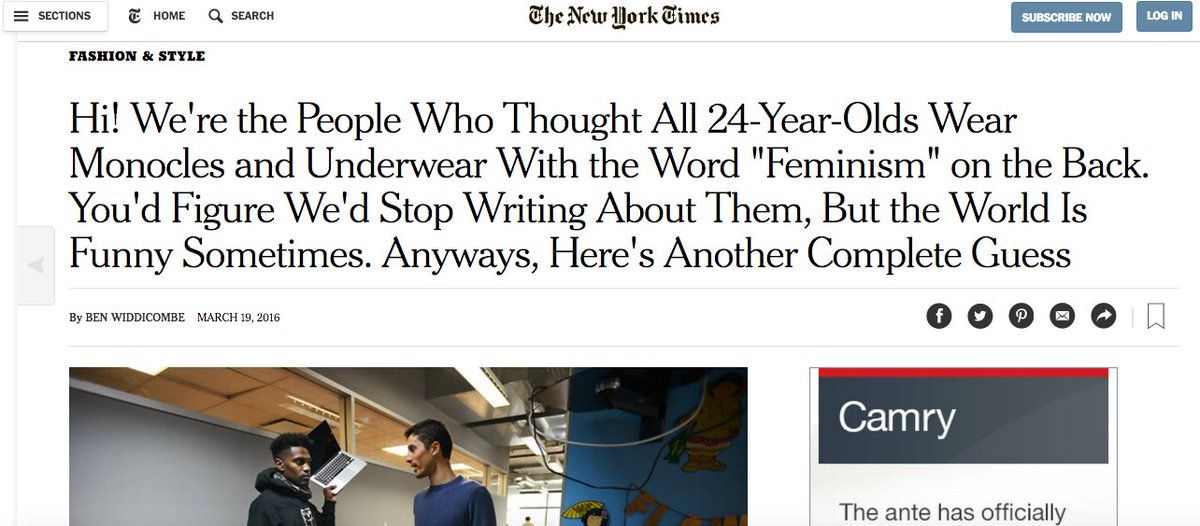 SECTIONS HOME SEARCH The New York Times SUBSCRIBE NOW LOG IN
FASHION & STYLE
Hi! We're the People Who Thought All 24-Year-Olds Wear
Monocles and Underwear With the Word "Feminism" on the Back.
You'd Figure We'd Stop Writing About Them, But the World Is
Funny Sometimes. Anyways, Here's Another Complete Guess
By BEN WIDDICOMBE MARCH 19, 2016
Camry
The ante has officially